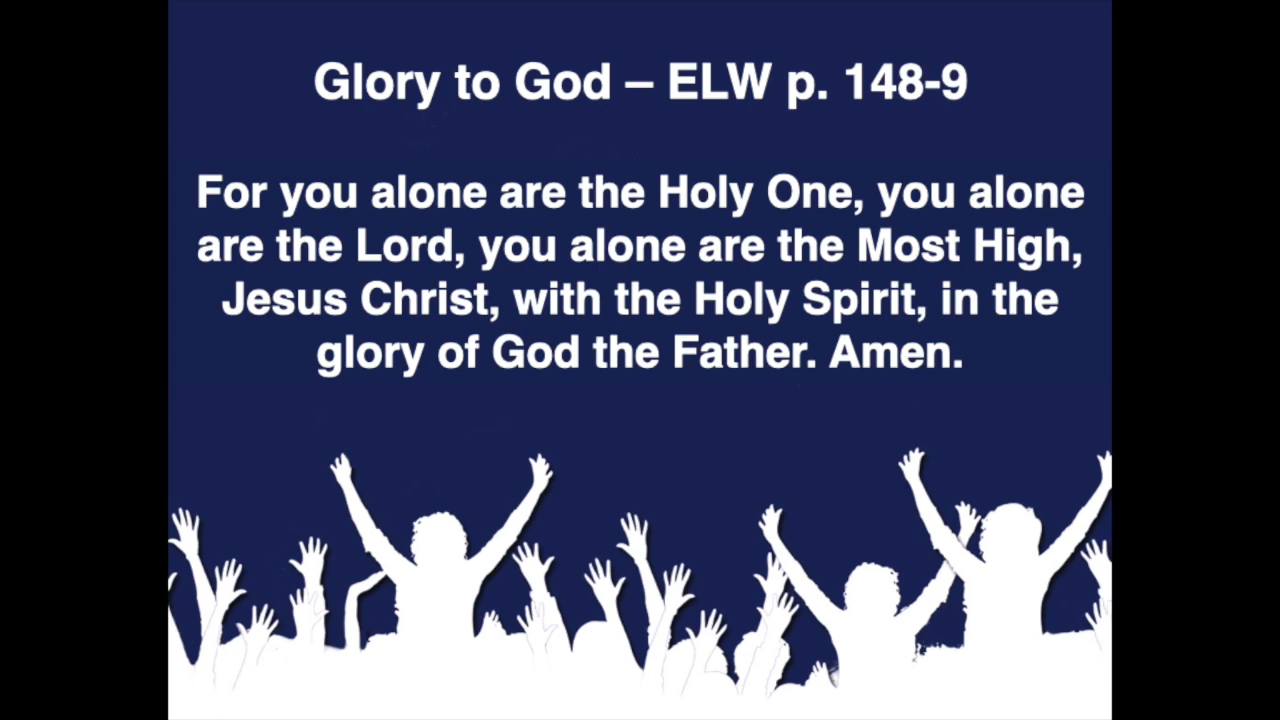 Glory to God – ELW p. 148-9
For you alone are the Holy One, you alone
are the Lord, you alone are the Most High,
Jesus Christ, with the Holy Spirit, in the
glory of God the Father. Amen.